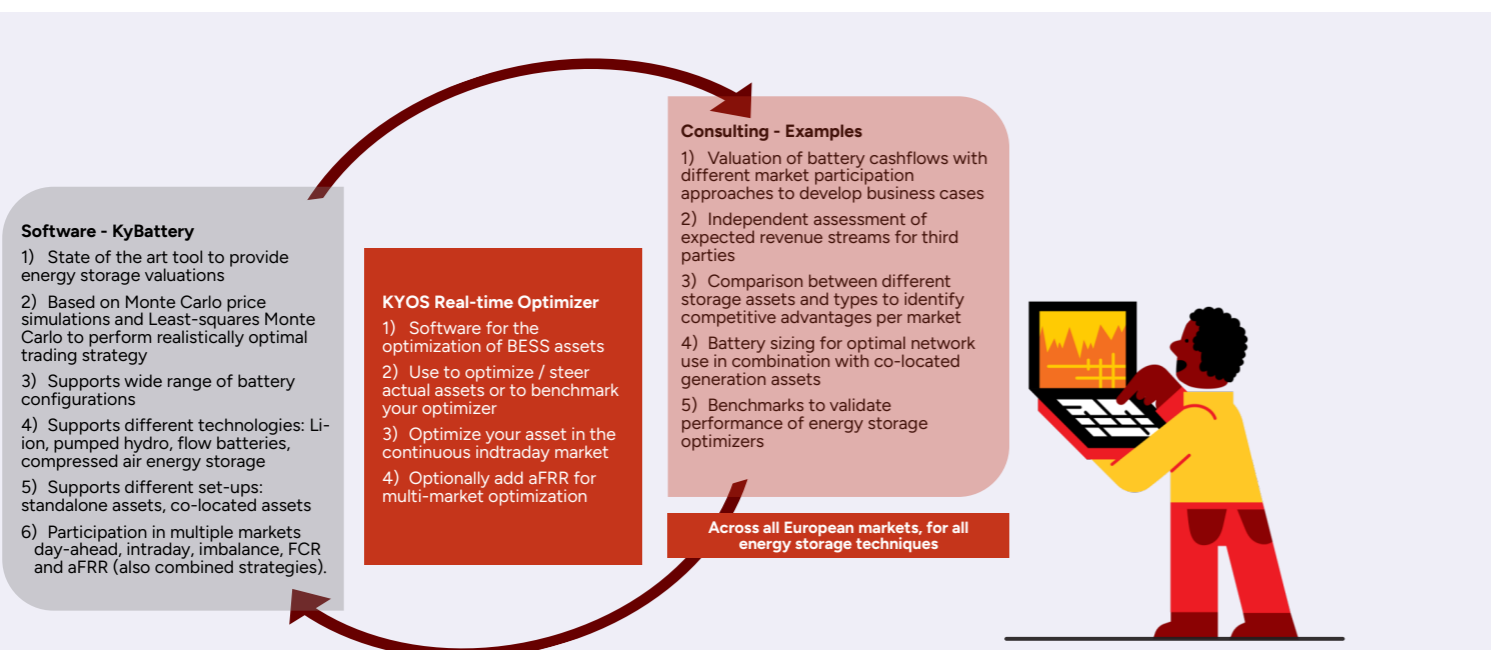 Software - KyBattery
1) State of the art tool to provide
energy storage valuations
2) Based on Monte Carlo price
simulations and Least-squares Monte
Carlo to perform realistically optimal
trading strategy
3) Supports wide range of battery
configurations
4) Supports different technologies: Li-
ion, pumped hydro, flow batteries,
compressed air energy storage
5) Supports different set-ups:
standalone assets, co-located assets
6) Participation in multiple markets
day-ahead, intraday, imbalance, FCR
and aFRR (also combined strategies).
KYOS Real-time Optimizer
1) Software for the
optimization of BESS assets
2) Use to optimize / steer
actual assets or to benchmark
your optimizer
3) Optimize your asset in the
continuous indtraday market
4) Optionally add aFRR for
multi-market optimization
Consulting - Examples
1) Valuation of battery cashflows with
different market participation
approaches to develop business cases
2) Independent assessment of
expected revenue streams for third
parties
3) Comparison between different
storage assets and types to identify
competitive advantages per market
4) Battery sizing for optimal network
use in combination with co-located
generation assets
5) Benchmarks to validate
performance of energy storage
optimizers
Across all European markets, for all
energy storage techniques